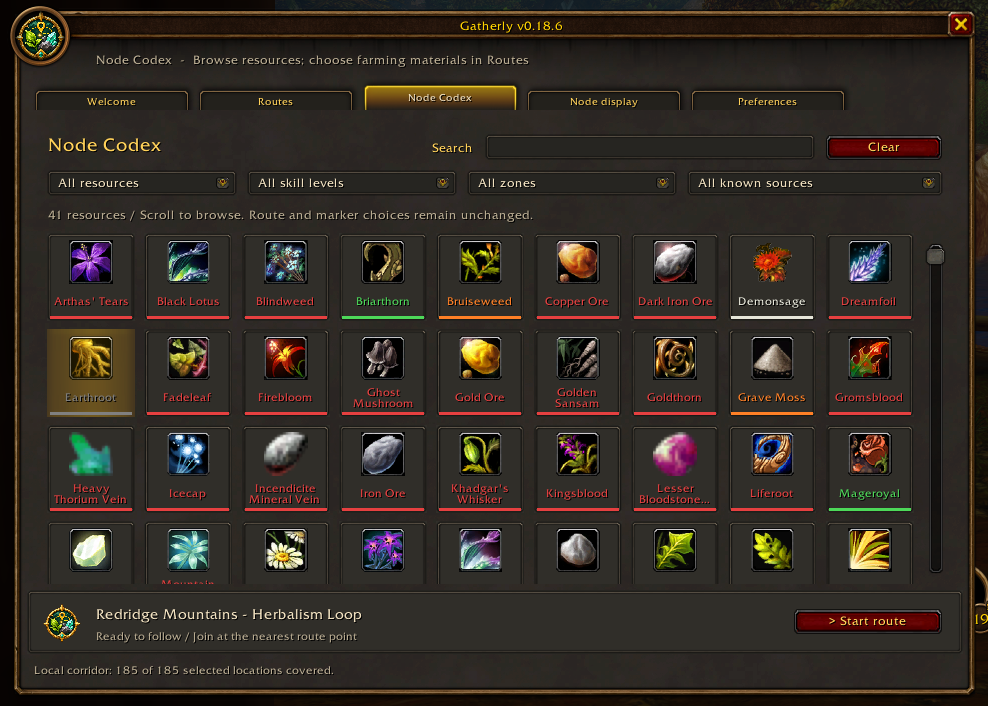 Gatherly v0.18.6
Node Codex - Browse resources; choose farming materials in Routes
Welcome
Routes
Node Codex
Node display
Preferences
Node Codex
Search
Clear
All resources
All skill levels
All zones
All known sources
41 resources / Scroll to browse. Route and marker choices remain unchanged.
Arthas' Tears
Black Lotus
Blindweed
Briarthorn
Bruiseweed
Copper Ore
Dark Iron Ore
Demonsage
Dreamfoil
Earthroot
Fadeleaf
Firebloom
Ghost
Mushroom
Gold Ore
Golden
Sansam
Goldthorn
Grave Moss
Gromsblood
Heavy
Thorium Vein
Icecap
Incendicite
Mineral Vein
Iron Ore
Khadgar's
Whisker
Kingsblood
Lesser
Bloodstone...
Liferoot
Mageroyal
Mountain
Redridge Mountains - Herbalism Loop
Ready to follow / Join at the nearest route point
> Start route
19
Local corridor: 185 of 185 selected locations covered.